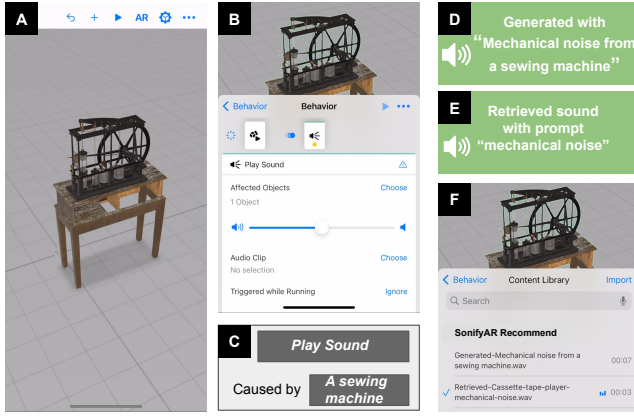 A
AR
B
Behavior
Behavior
Play Sound
Affected Objects
Choose
1 Object
Audio Clip
Choose
No selection
Triggered while Running
Ignore
C
Play Sound
Caused by
A sewing
machine
D
Generated with
“Mechanical noise from
a sewing machine”
E
Retrieved sound
with prompt
“mechanical noise”
F
Behavior
Content Library
Import
Search
SonifyAR Recommend
Generated-Mechanical noise from a
sewing machine.wav
00:07
Retrieved-Cassette-tape-player-
mechanical-noise.wav
00:03